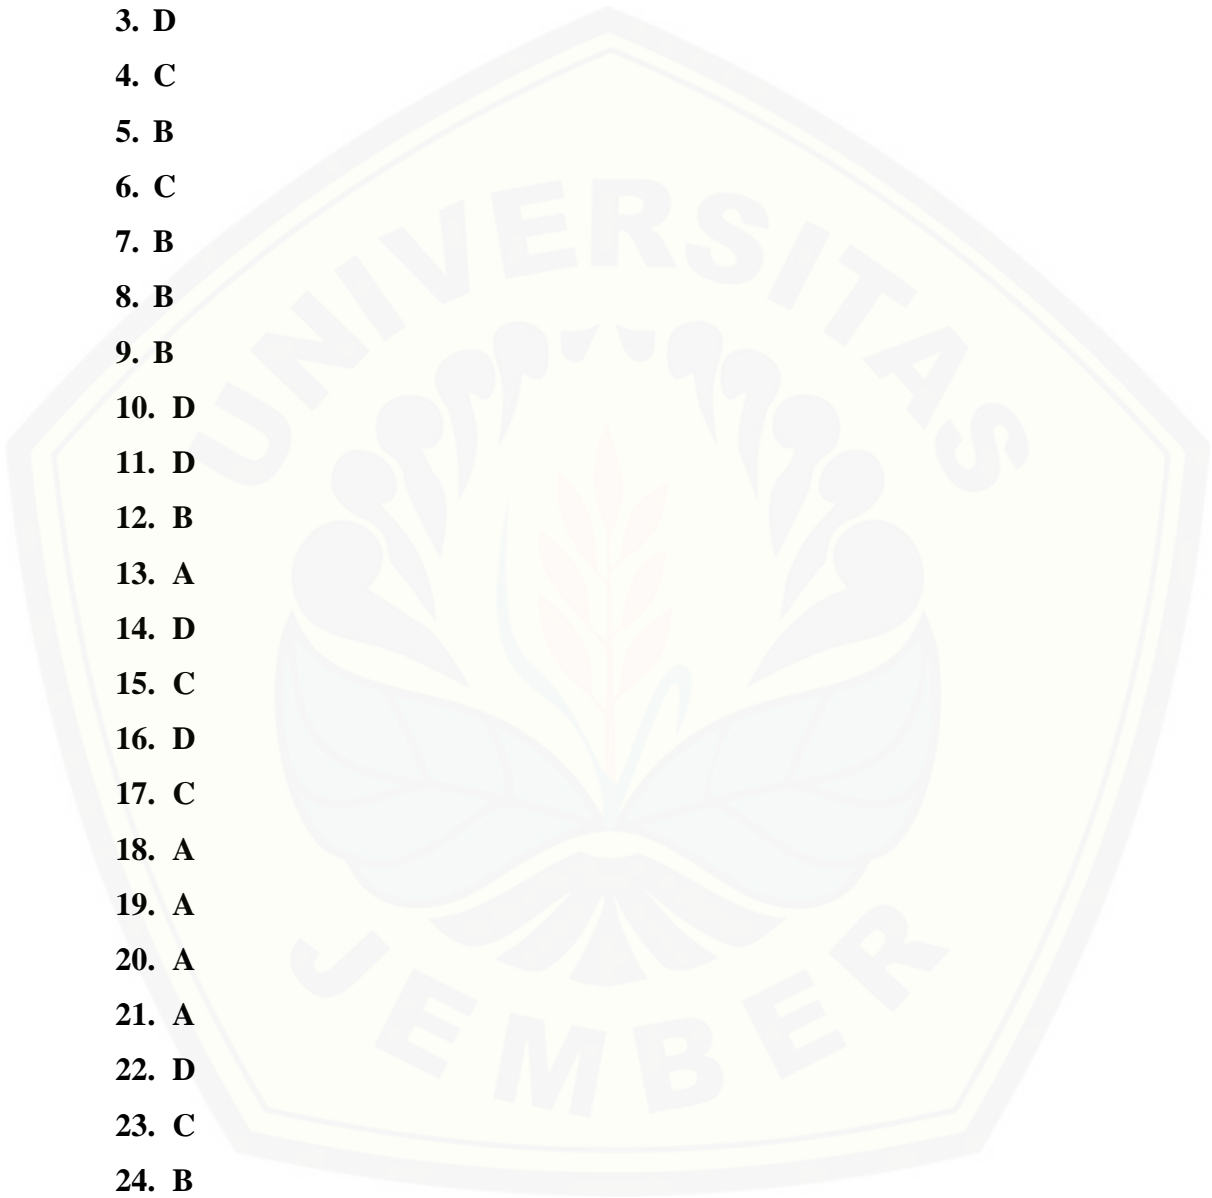 3. D
4. C
5. B
6. C
7. B
8. B
9. B
10. D
11. D
12. B
13. A
14. D
15. C
16. D
17. C
18. A
19. A
20. A
21. A
22. D
23. C
24. B
UNIVERSITAS
JEMBER